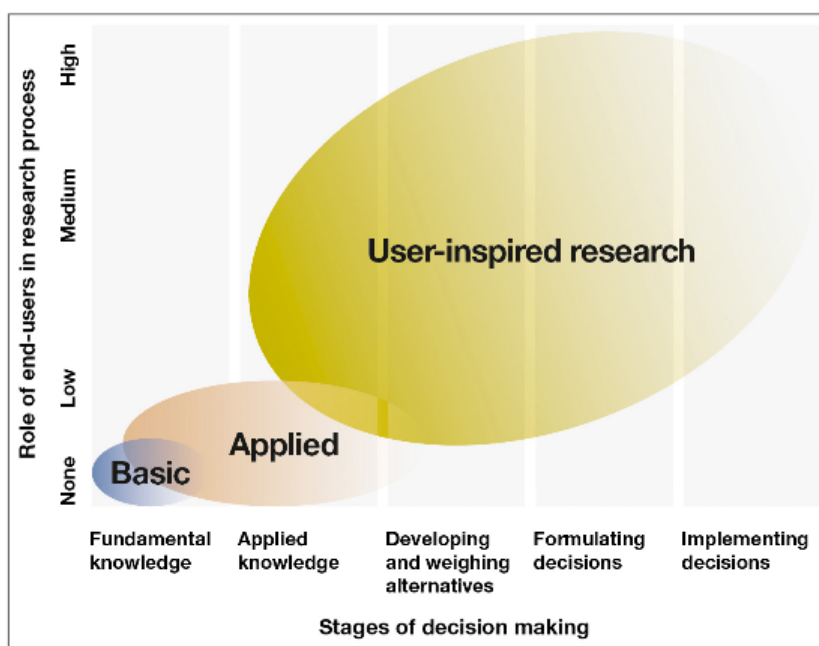 Role of end-users in research process
High
Medium
Low
None
User-inspired research
Applied
Basic
Fundamental
knowledge
Applied
knowledge
Developing
and weighing
alternatives
Formulating
decisions
Implementing
decisions
Stages of decision making